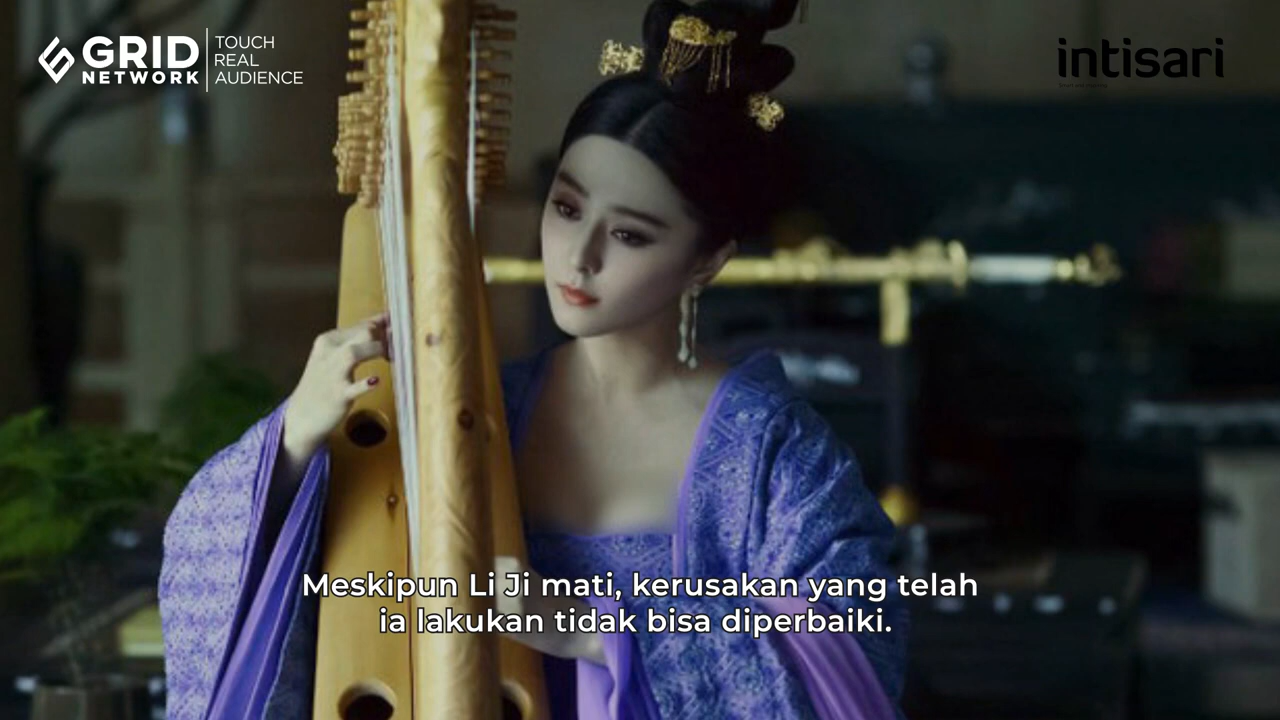 GRID
NETWORK
TOUCH
REAL
AUDIENCE
intisari
Meskipun Li Ji mati, kerusakan yang telah
ia lakukan tidak bisa diperbaiki.